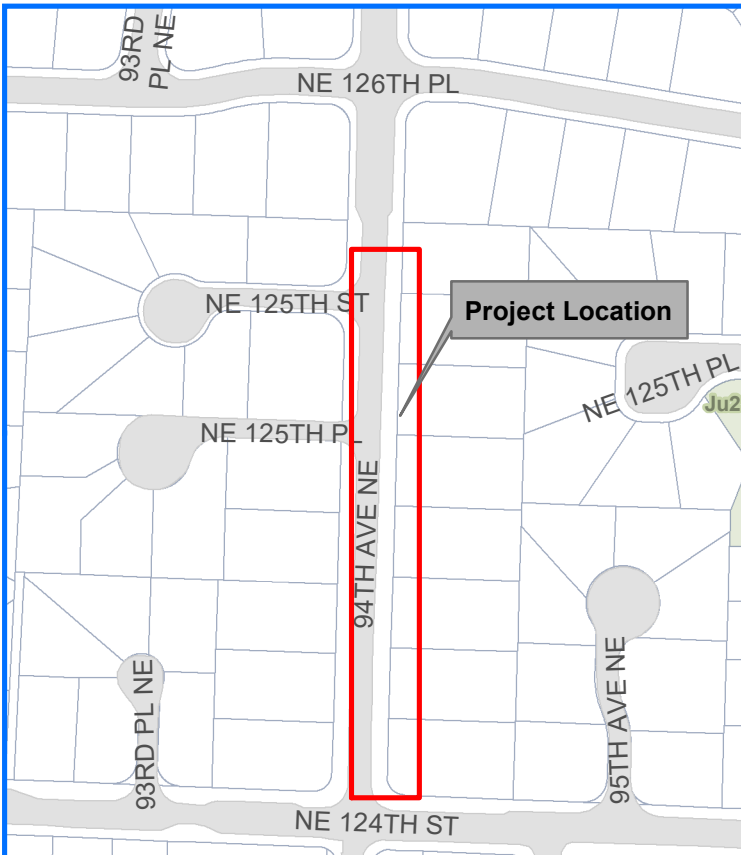 93RD
PL NE
NE 126TH PL
NE 125TH ST
Project Location
NE 125TH PL
Ju2
NE 125TH PL
94TH AVE NE
93RD PL NE
95TH AVE NE
NE 124TH ST